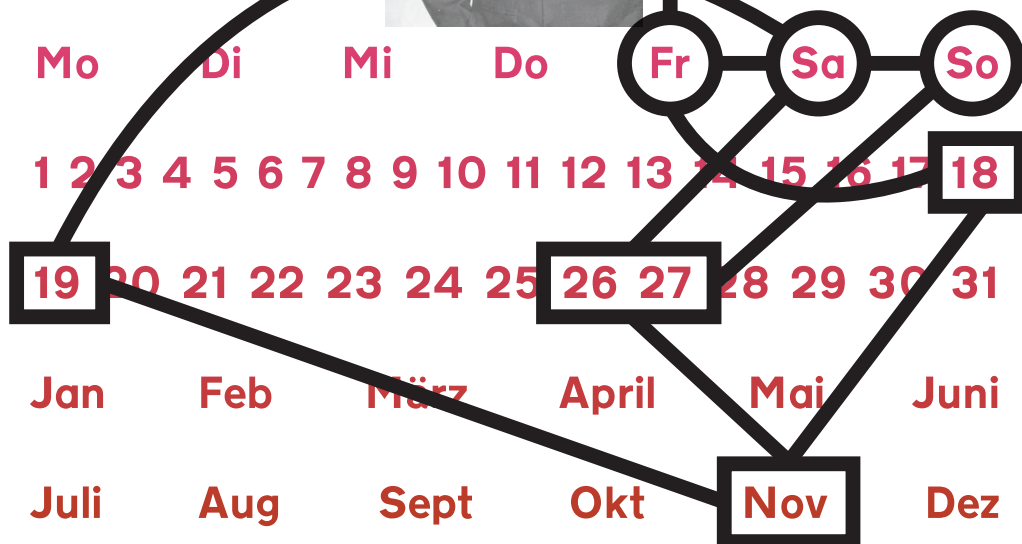 Mo Di Mi Do Fr Sa So
1 2 3 4 5 6 7 8 9 10 11 12 13 14 15 16 17 18
19 20 21 22 23 24 25 26 27 28 29 30 31
Jan Feb März April Mai Juni
Juli Aug Sept Okt Nov Dez